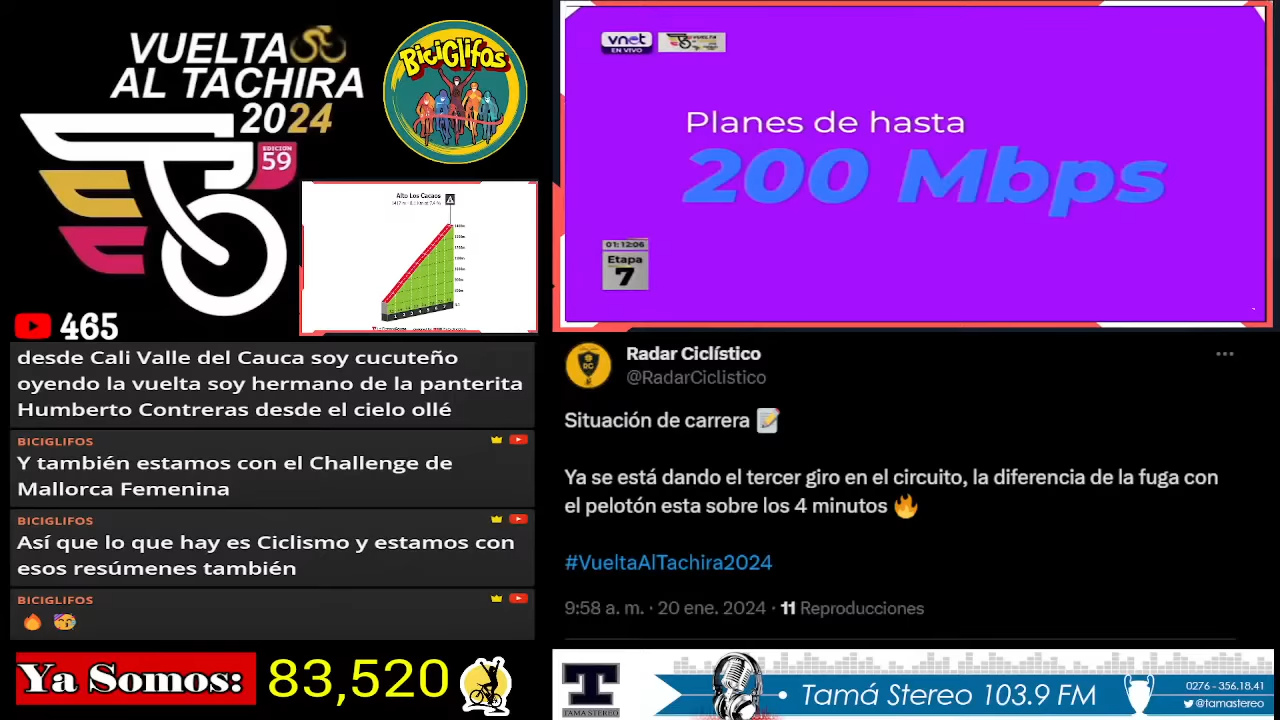 VUELTA
AL TACHIRA
2024
EDICION
59
BiciGlifos
Alto Los Cacaos
465
desde Cali Valle del Cauca soy cucuteño
oyendo la vuelta soy hermano de la panterita
Humberto Contreras desde el cielo ollé
BICIGLIFOS
Y también estamos con el Challenge de
Mallorca Femenina
BICIGLIFOS
Así que lo que hay es Ciclismo y estamos con
esos resúmenes también
BICIGLIFOS
Ya Somos: 83,520
vnet
EN VIVO
Planes de hasta
200 Mbps
01:12:06
Etapa
7
Radar Ciclístico
@RadarCiclistico
Situación de carrera
Ya se está dando el tercer giro en el circuito, la diferencia de la fuga con
el pelotón esta sobre los 4 minutos
#VueltaAlTachira2024
9:58 a. m. · 20 ene. 2024 · 11 Reproducciones
TAMÁ STEREO
Tamá Stereo 103.9 FM
0276 - 356.18.41
@tamastereo